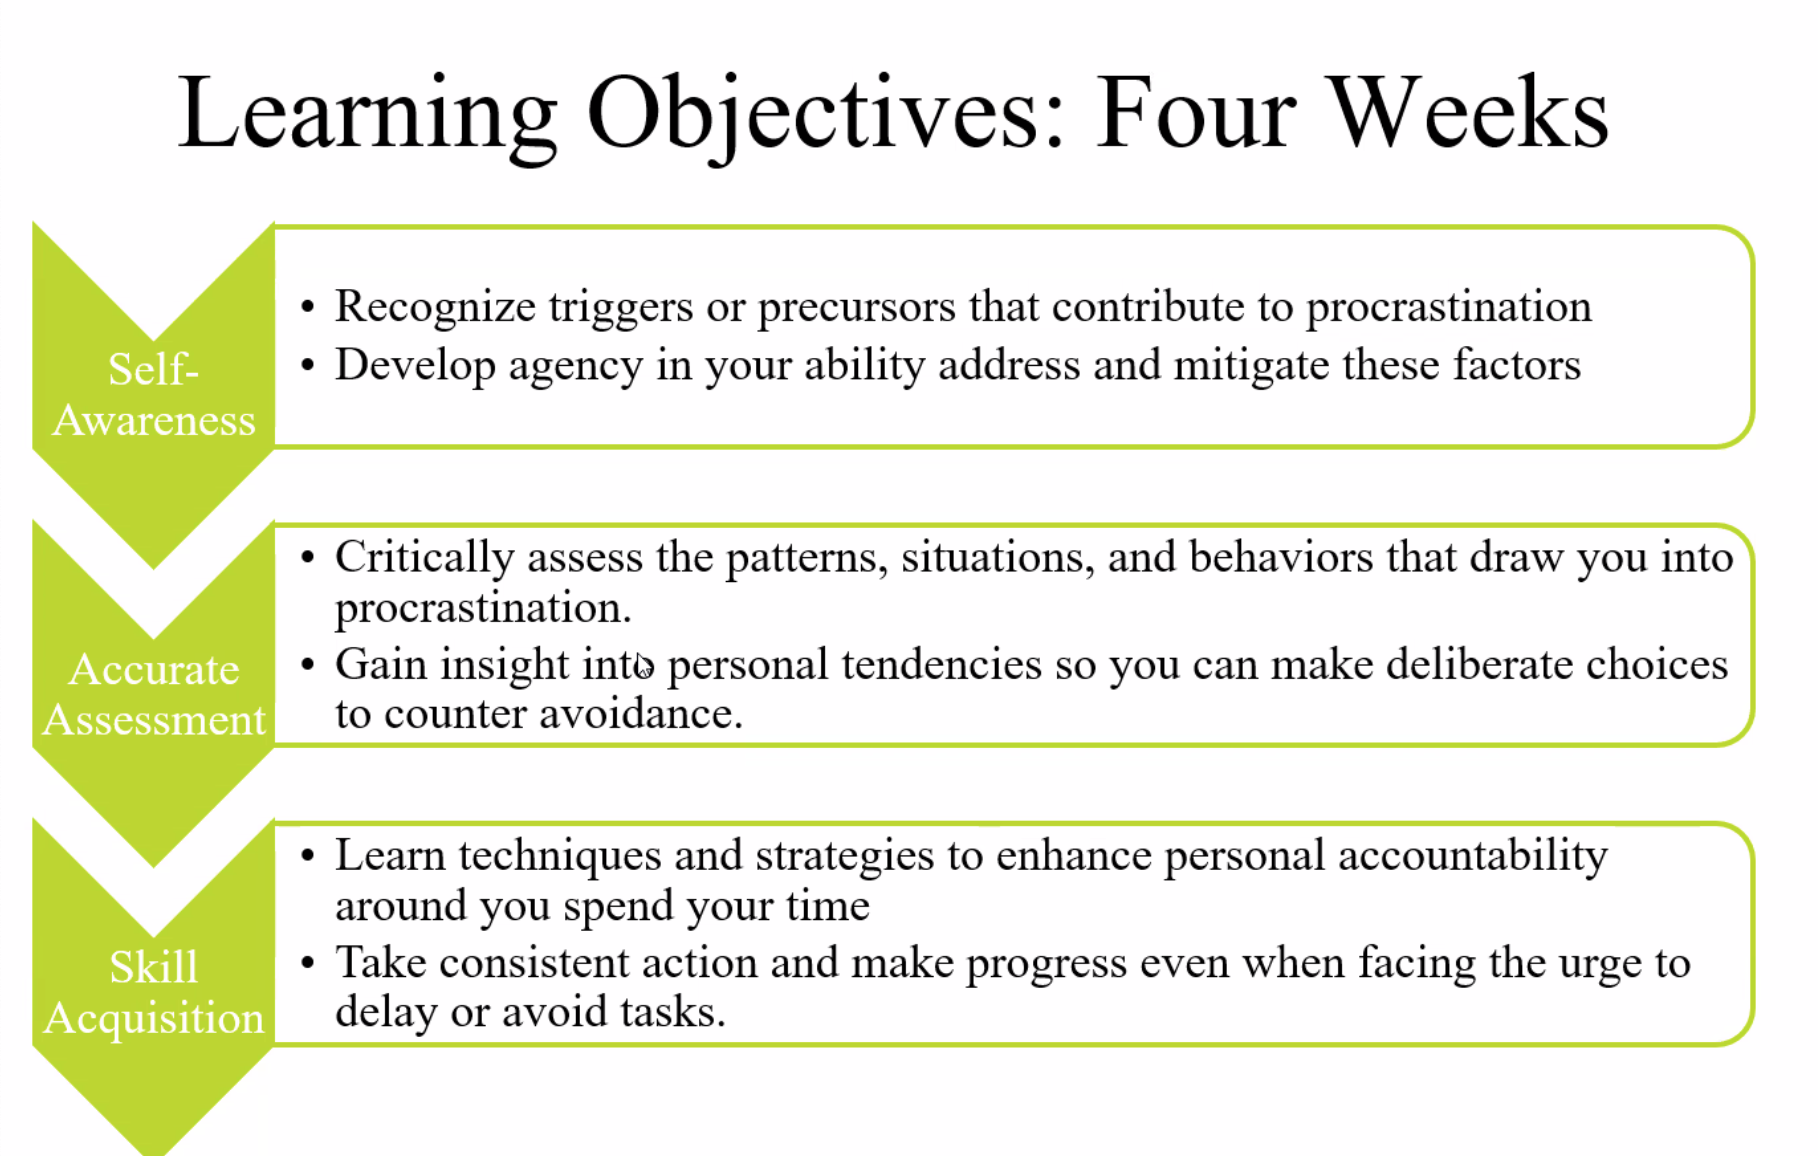 Learning Objectives: Four Weeks
Self-
Awareness
• Recognize triggers or precursors that contribute to procrastination
• Develop agency in your ability address and mitigate these factors
Accurate
Assessment
• Critically assess the patterns, situations, and behaviors that draw you into
procrastination.
• Gain insight into personal tendencies so you can make deliberate choices
to counter avoidance.
Skill
Acquisition
• Learn techniques and strategies to enhance personal accountability
around you spend your time
• Take consistent action and make progress even when facing the urge to
delay or avoid tasks.